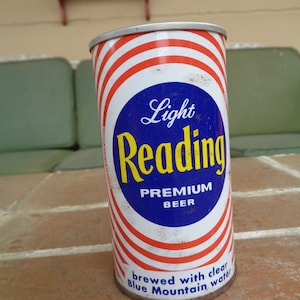 Light
Reading
PREMIUM
BEER
brewed with clear
Blue Mountain water